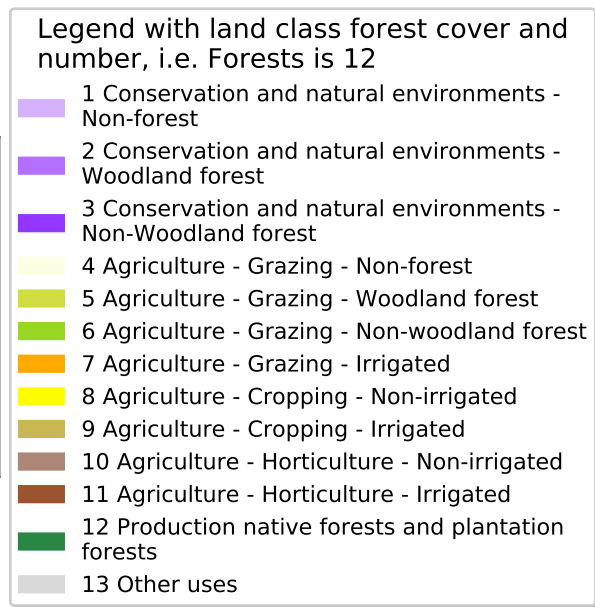 Legend with land class forest cover and
number, i.e. Forests is 12
1 Conservation and natural environments -
Non-forest
2 Conservation and natural environments -
Woodland forest
3 Conservation and natural environments -
Non-Woodland forest
4 Agriculture - Grazing - Non-forest
5 Agriculture - Grazing - Woodland forest
6 Agriculture - Grazing - Non-woodland forest
7 Agriculture - Grazing - Irrigated
8 Agriculture - Cropping - Non-irrigated
9 Agriculture - Cropping - Irrigated
10 Agriculture - Horticulture - Non-irrigated
11 Agriculture - Horticulture - Irrigated
12 Production native forests and plantation
forests
13 Other uses